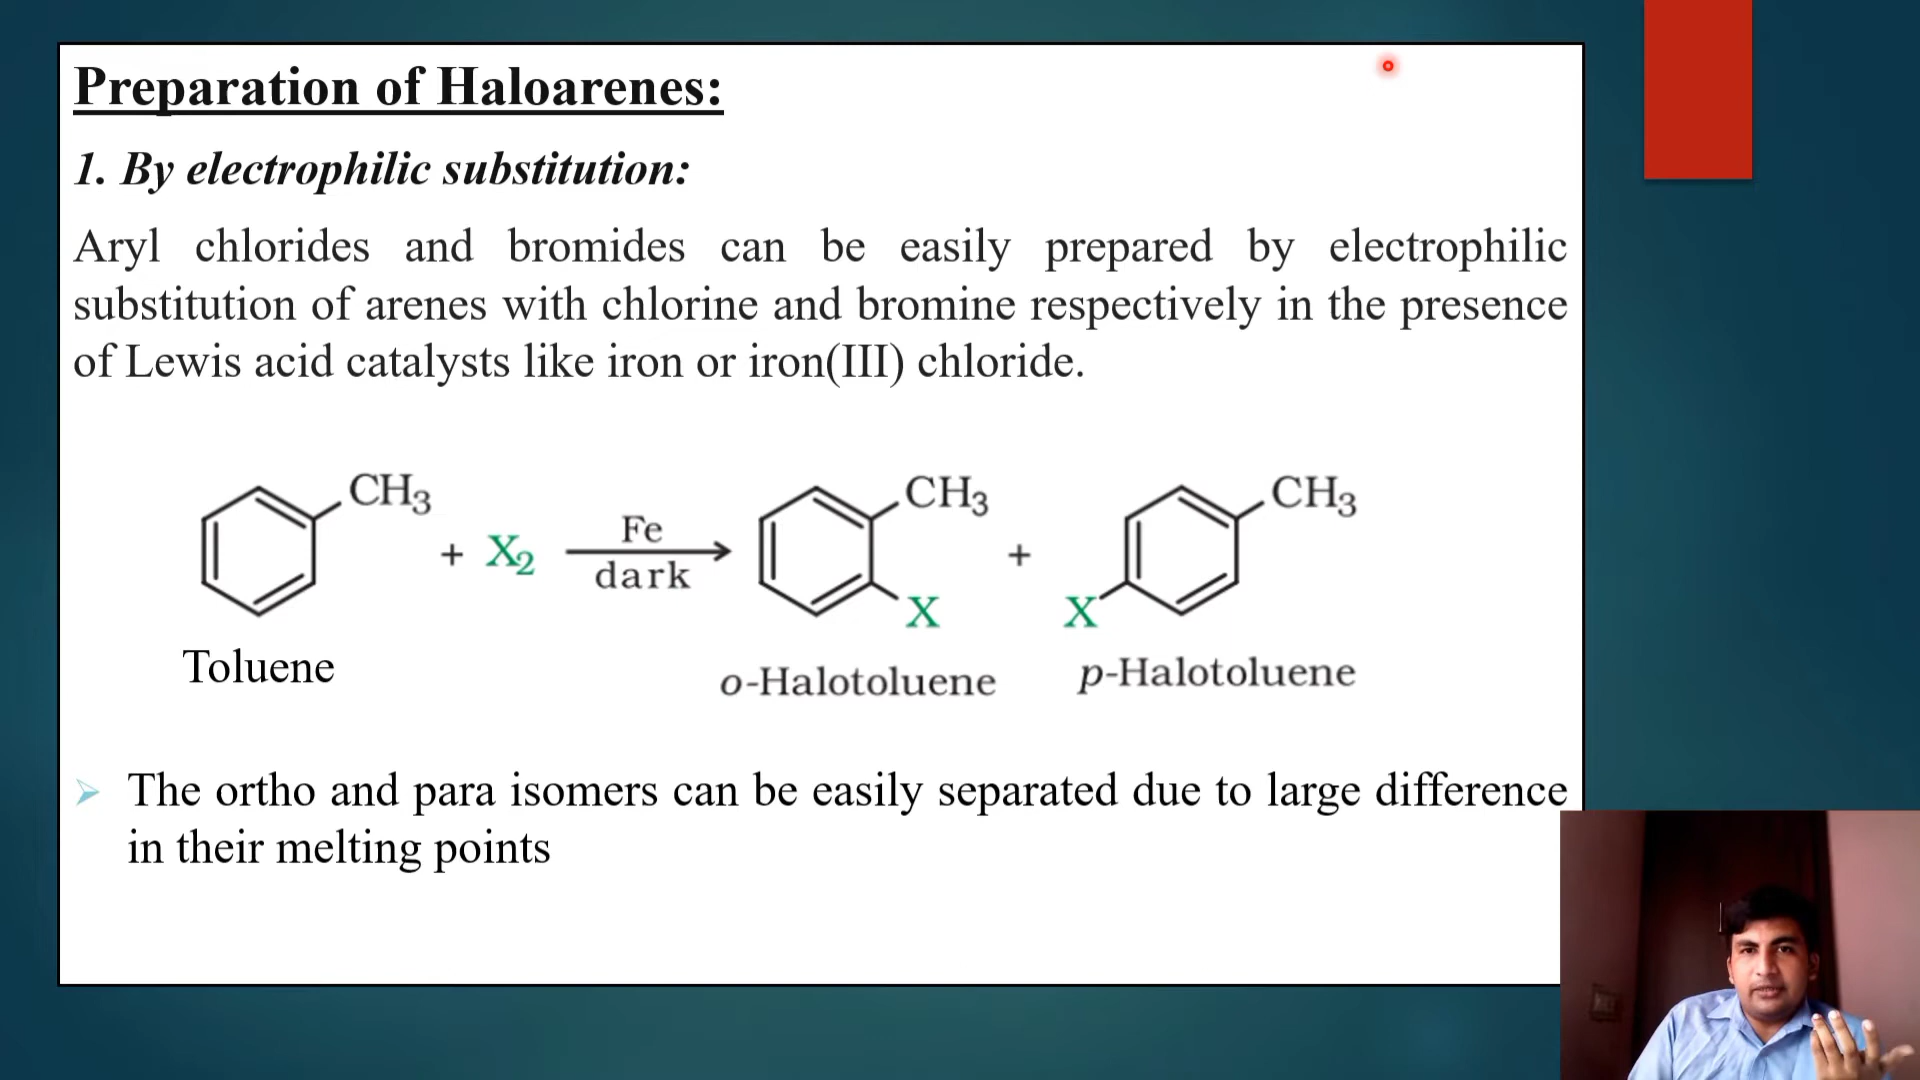 Preparation of Haloarenes:
1. By electrophilic substitution:
Aryl chlorides and bromides can be easily prepared by electrophilic
substitution of arenes with chlorine and bromine respectively in the presence
of Lewis acid catalysts like iron or iron(III) chloride.
CH₃ + X₂ Fe dark CH₃ X + CH₃ X
Toluene o-Halotoluene p-Halotoluene
➢ The ortho and para isomers can be easily separated due to large difference
in their melting points